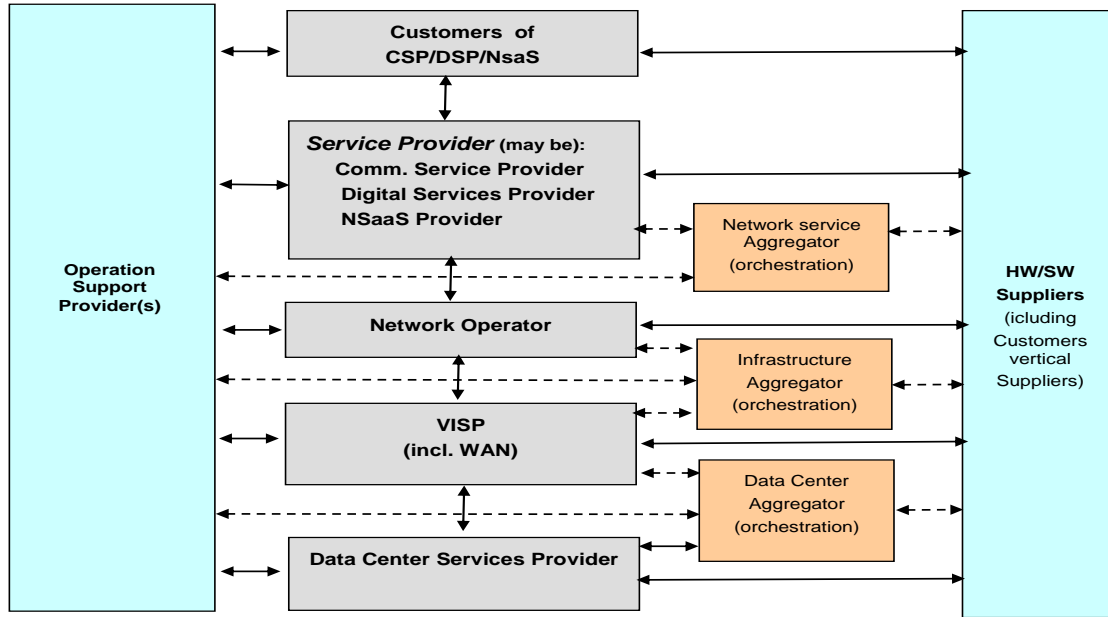 Customers of
CSP/DSP/NsaS
Service Provider (may be):
Comm. Service Provider
Digital Services Provider
NSaaS Provider
Network service
Aggregator
(orchestration)
Operation
Support
Provider(s)
HW/SW
Suppliers
(icluding
Customers
vertical
Suppliers)
Network Operator
Infrastructure
Aggregator
(orchestration)
VISP
(incl. WAN)
Data Center
Aggregator
(orchestration)
Data Center Services Provider